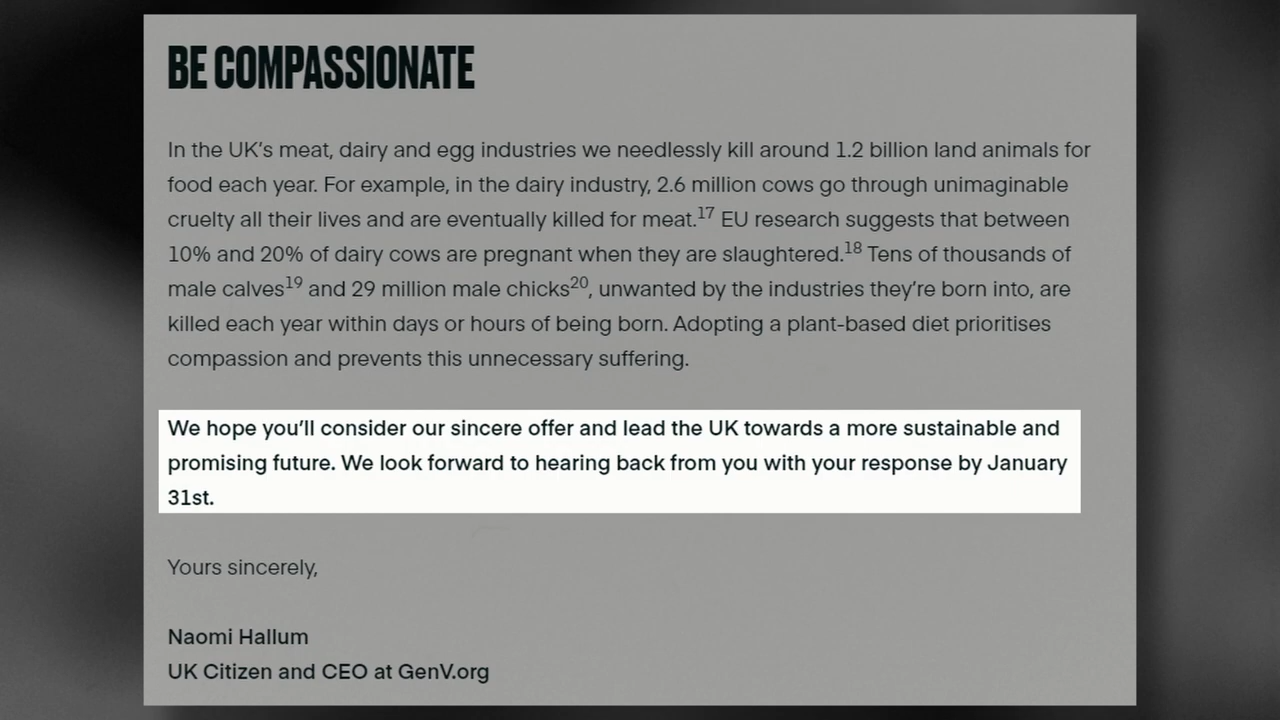 BE COMPASSIONATE
In the UK’s meat, dairy and egg industries we needlessly kill around 1.2 billion land animals for
food each year. For example, in the dairy industry, 2.6 million cows go through unimaginable
cruelty all their lives and are eventually killed for meat.17 EU research suggests that between
10% and 20% of dairy cows are pregnant when they are slaughtered.18 Tens of thousands of
male calves19 and 29 million male chicks20, unwanted by the industries they’re born into, are
killed each year within days or hours of being born. Adopting a plant-based diet prioritises
compassion and prevents this unnecessary suffering.
We hope you’ll consider our sincere offer and lead the UK towards a more sustainable and
promising future. We look forward to hearing back from you with your response by January
31st.
Yours sincerely,
Naomi Hallum
UK Citizen and CEO at GenV.org